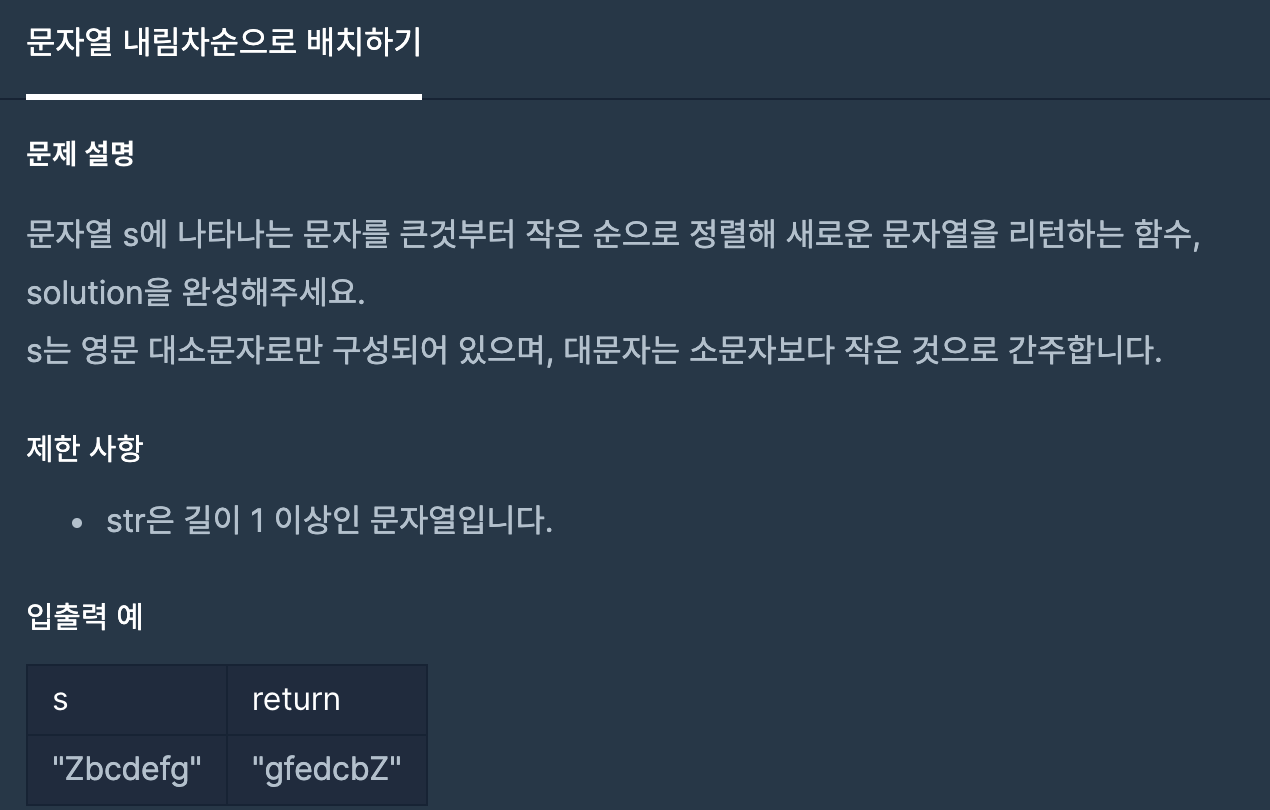 문자열 내림차순으로 배치하기
문제 설명
문자열 s에 나타나는 문자를 큰것부터 작은 순으로 정렬해 새로운 문자열을 리턴하는 함수,
solution을 완성해주세요.
s는 영문 대소문자로만 구성되어 있으며, 대문자는 소문자보다 작은 것으로 간주합니다.
제한 사항
• str은 길이 1 이상인 문자열입니다.
입출력 예
s return
"Zbcdefg" "gfedcbZ"